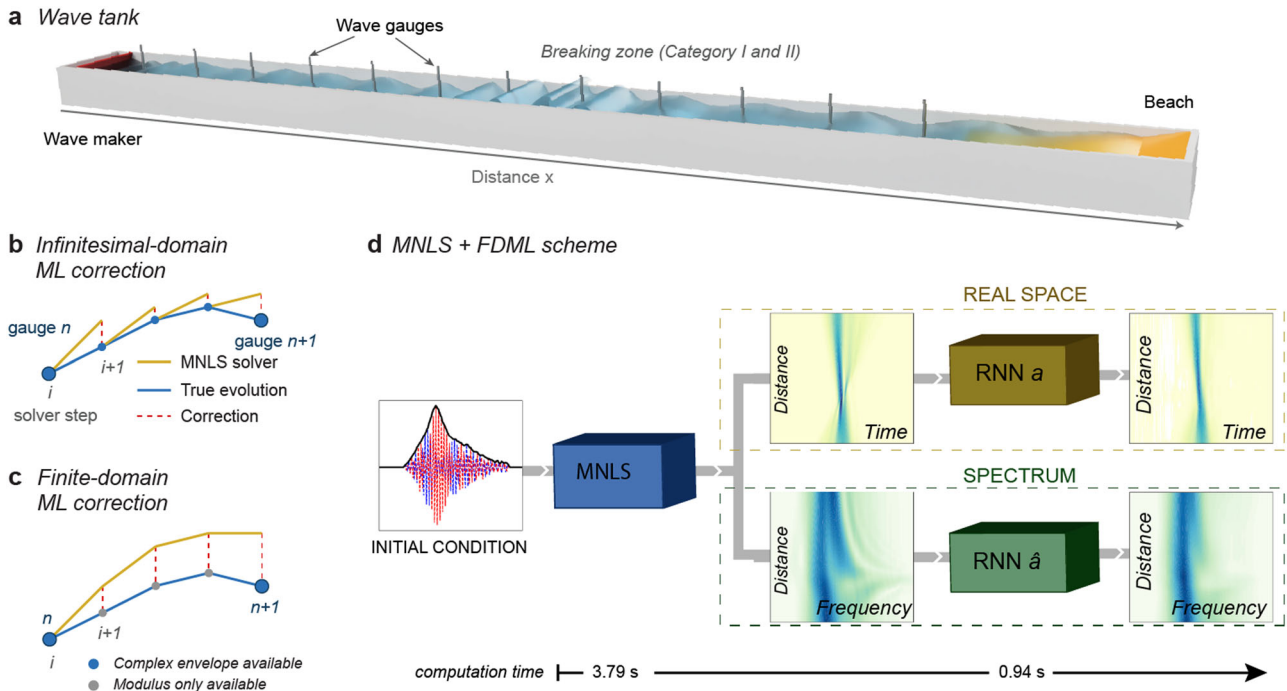 a Wave tank
Wave gauges
Breaking zone (Category I and II)
Beach
Wave maker
Distance x
b Infinitesimal-domain
ML correction
gauge n
gauge n+1
i+1
i
solver step
MNLS solver
True evolution
Correction
c Finite-domain
ML correction
n
n+1
i+1
i
Complex envelope available
Modulus only available
d MNLS + FDML scheme
INITIAL CONDITION
MNLS
REAL SPACE
Distance
Time
RNN a
Distance
Time
SPECTRUM
Distance
Frequency
RNN â
Distance
Frequency
computation time 3.79 s 0.94 s